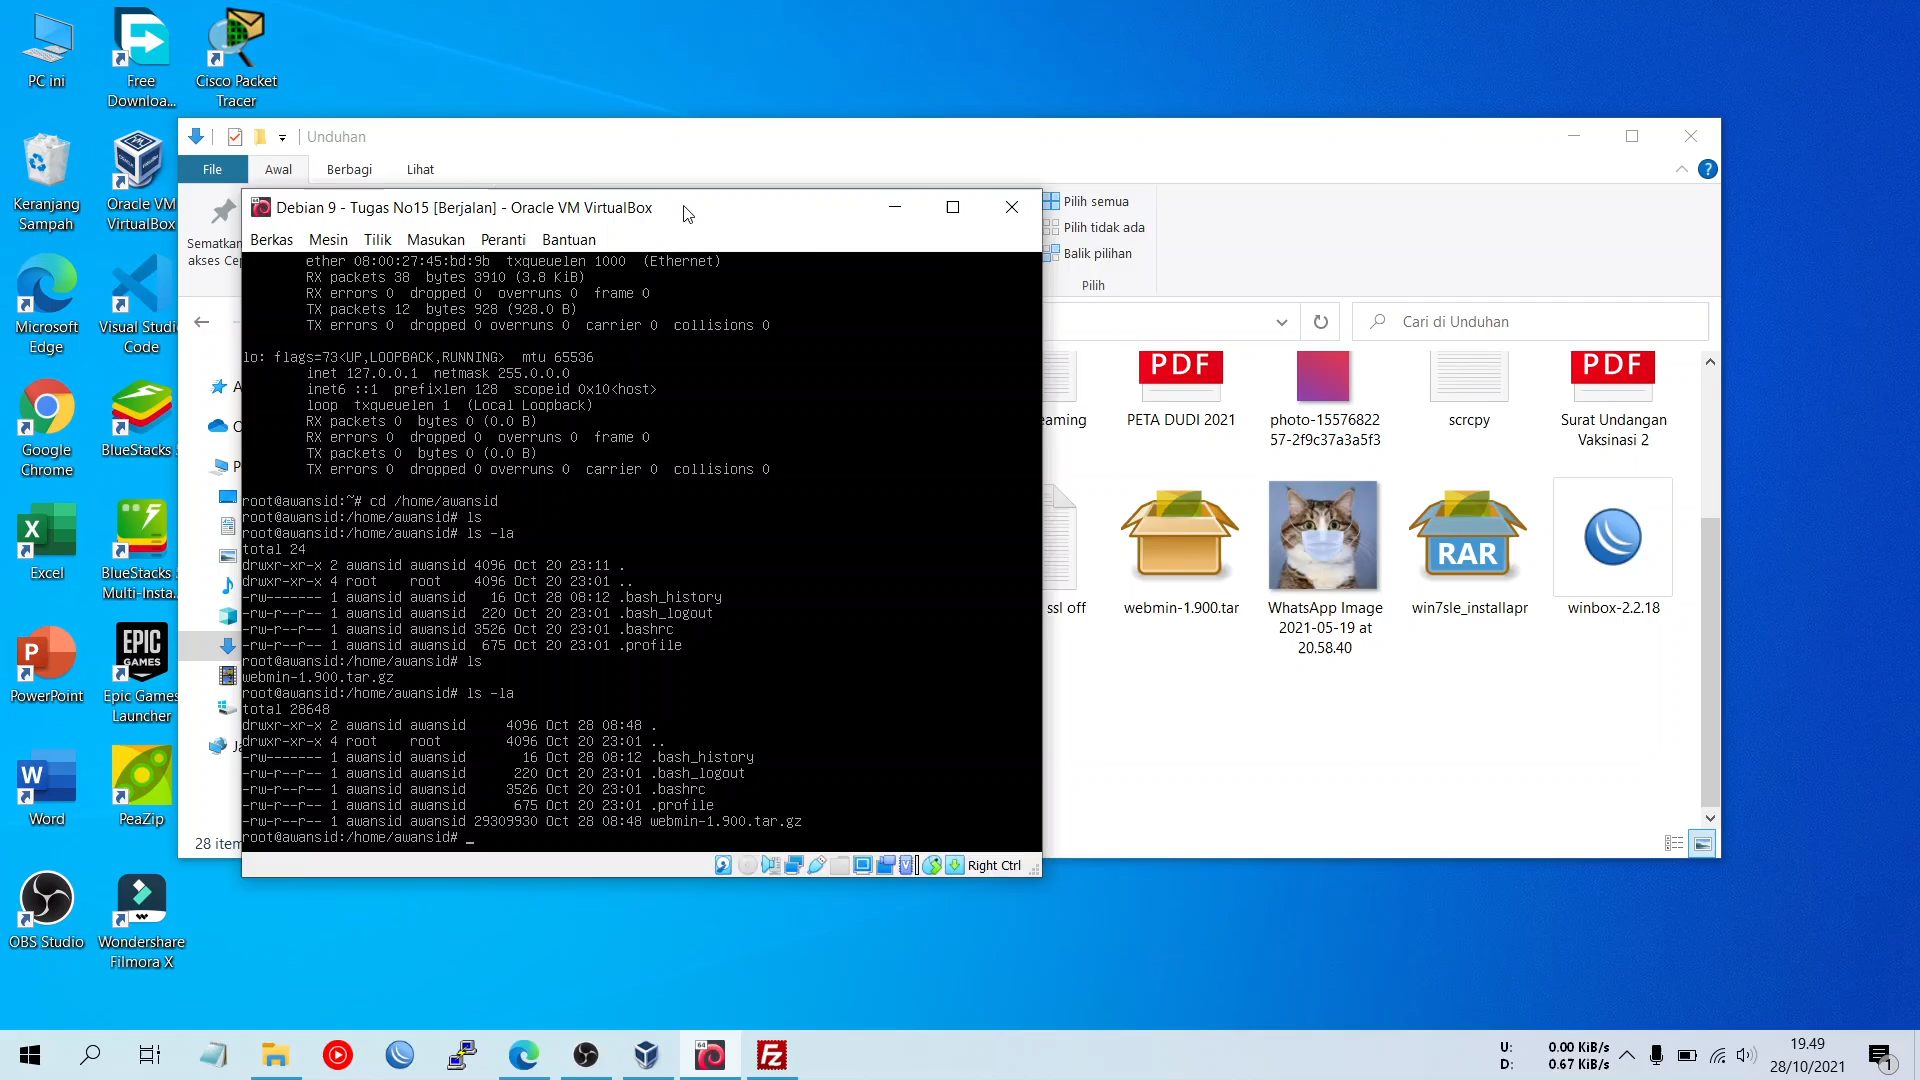 PC ini
Free
Downloa...
Cisco Packet
Tracer
Keranjang
Sampah
Oracle VM
VirtualBox
Microsoft
Edge
Visual Studi
Code
Google
Chrome
BlueStacks
Excel
BlueStacks
Multi-Insta...
PowerPoint
EPIC
GAMES
Epic Games
Launcher
Word
PeaZip
OBS Studio
Wondershare
Filmora X
Unduhan
File
Awal
Berbagi
Lihat
Sematkan
akses Cep
Pilih semua
Pilih tidak ada
Balik pilihan
Pilih
Cari di Unduhan
28 item
Debian 9 - Tugas No15 [Berjalan] - Oracle VM VirtualBox
Berkas Mesin Tilik Masukan Peranti Bantuan
ether 08:00:27:45:bd:9b txqueuelen 1000 (Ethernet)
RX packets 38 bytes 3910 (3.8 KiB)
RX errors 0 dropped 0 overruns 0 frame 0
TX packets 12 bytes 928 (928.0 B)
TX errors 0 dropped 0 overruns 0 carrier 0 collisions 0
lo: flags=73<UP,LOOPBACK,RUNNING> mtu 65536
inet 127.0.0.1 netmask 255.0.0.0
inet6 ::1 prefixlen 128 scopeid 0x10<host>
loop txqueuelen 1 (Local Loopback)
RX packets 0 bytes 0 (0.0 B)
RX errors 0 dropped 0 overruns 0 frame 0
TX packets 0 bytes 0 (0.0 B)
TX errors 0 dropped 0 overruns 0 carrier 0 collisions 0
root@awansid:~# cd /home/awansid
root@awansid:/home/awansid# ls
root@awansid:/home/awansid# ls -la
total 24
drwxr-xr-x 2 awansid awansid 4096 Oct 20 23:11 .
drwxr-xr-x 4 root root 4096 Oct 20 23:01 ..
-rw------- 1 awansid awansid 16 Oct 28 08:12 .bash_history
-rw-r--r-- 1 awansid awansid 220 Oct 20 23:01 .bash_logout
-rw-r--r-- 1 awansid awansid 3526 Oct 20 23:01 .bashrc
-rw-r--r-- 1 awansid awansid 675 Oct 20 23:01 .profile
root@awansid:/home/awansid# ls
webmin-1.900.tar.gz
root@awansid:/home/awansid# ls -la
total 28648
drwxr-xr-x 2 awansid awansid 4096 Oct 28 08:48 .
drwxr-xr-x 4 root root 4096 Oct 20 23:01 ..
-rw------- 1 awansid awansid 16 Oct 28 08:12 .bash_history
-rw-r--r-- 1 awansid awansid 220 Oct 20 23:01 .bash_logout
-rw-r--r-- 1 awansid awansid 3526 Oct 20 23:01 .bashrc
-rw-r--r-- 1 awansid awansid 675 Oct 20 23:01 .profile
-rw-r--r-- 1 awansid awansid 29309930 Oct 28 08:48 webmin-1.900.tar.gz
root@awansid:/home/awansid# _
Right Ctrl
eaming
PDF
PETA DUDI 2021
photo-15576822
57-2f9c37a3a5f3
scrcpy
PDF
Surat Undangan
Vaksinasi 2
ssl off
webmin-1.900.tar
WhatsApp Image
2021-05-19 at
20.58.40
RAR
win7sle_installapr
winbox-2.2.18
64
FZ
U: 0.00 KiB/s
D: 0.67 KiB/s
19.49
28/10/2021
1